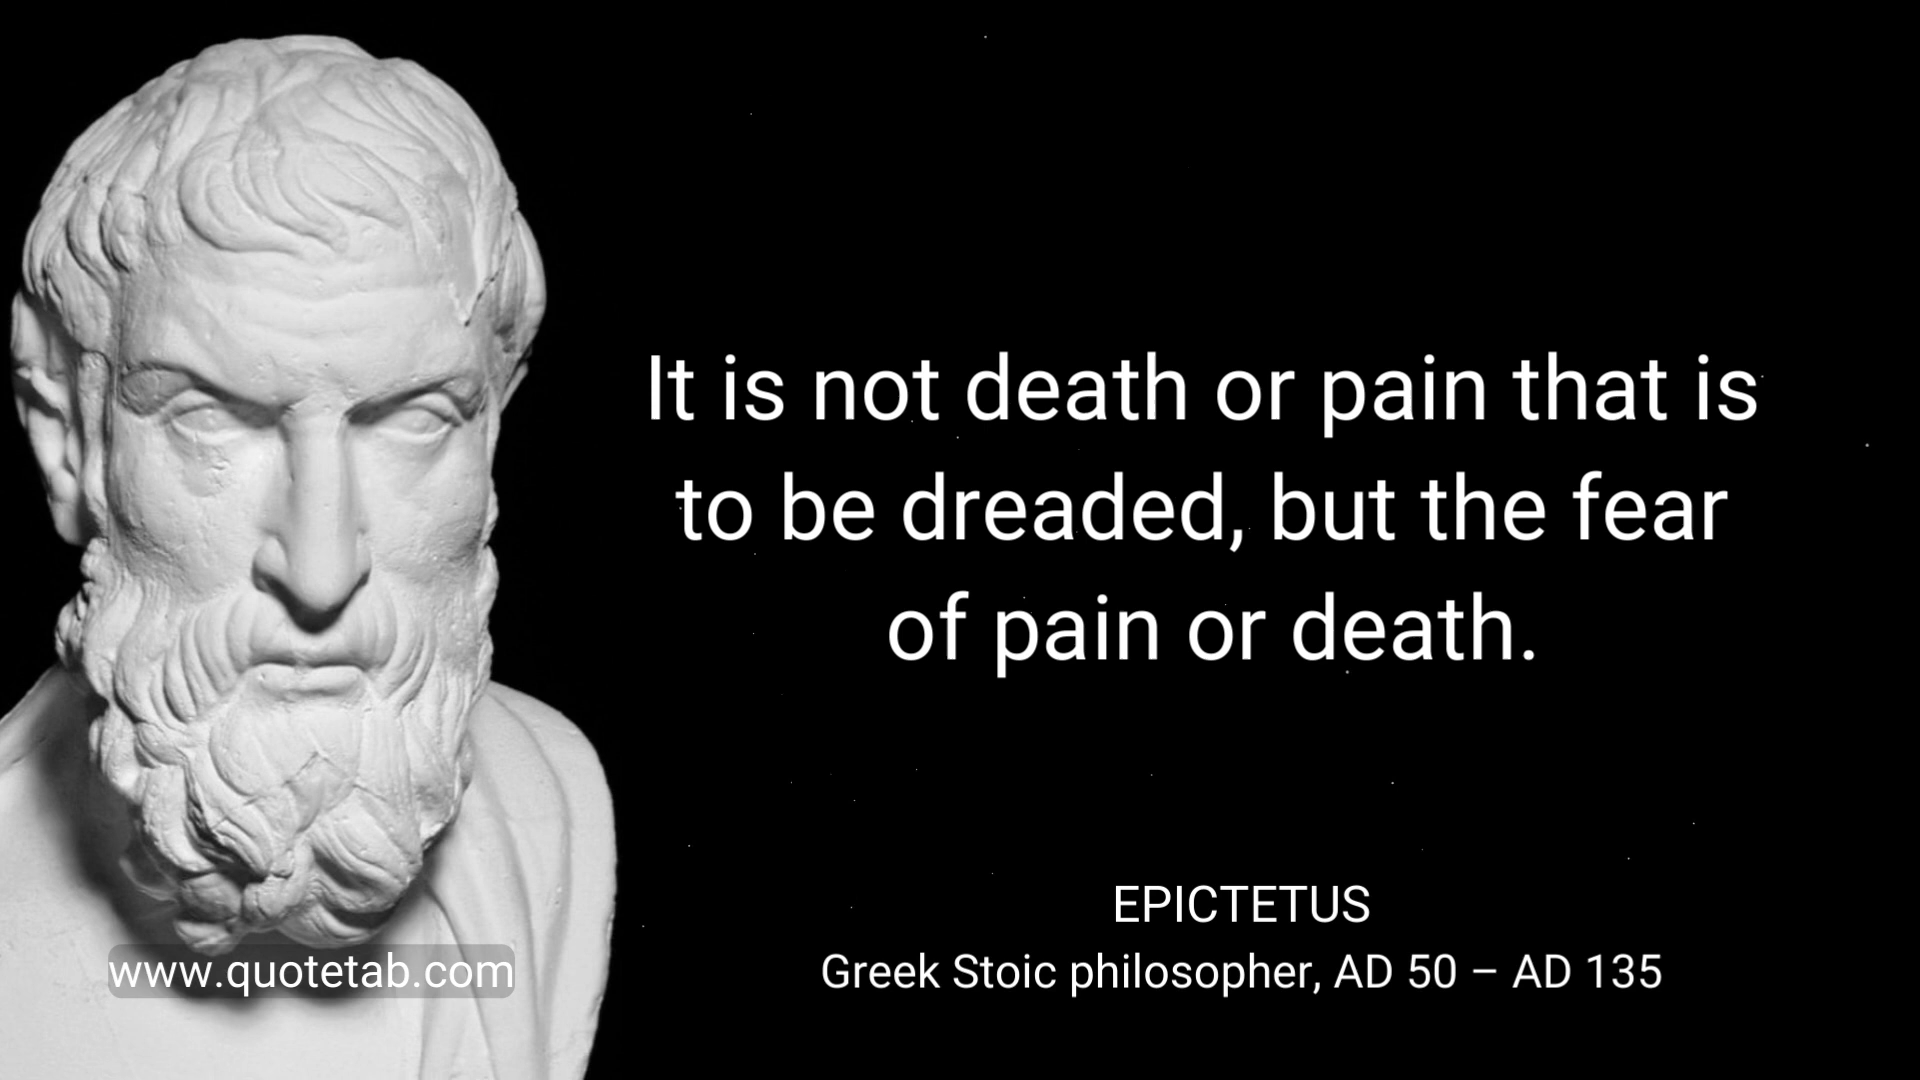 It is not death or pain that is
to be dreaded, but the fear
of pain or death.
EPICTETUS
Greek Stoic philosopher, AD 50 – AD 135
www.quotetab.com